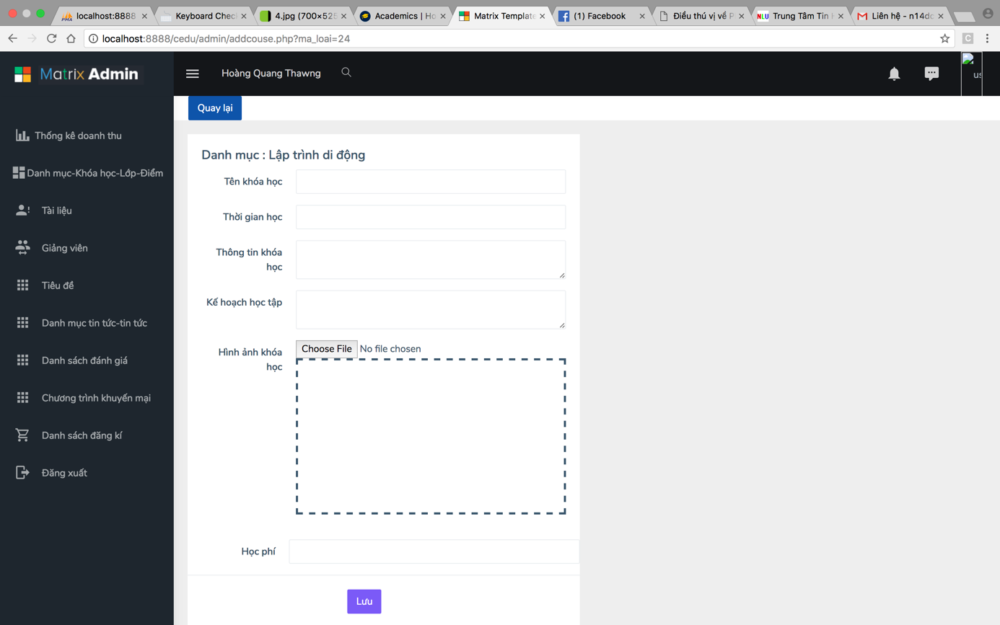 localhost:8888
Keyboard Chec
4.jpg (700×525
Academics | Ho
Matrix Template
(1) Facebook
Điều thú vị về P
NLU Trung Tâm Tin H
Liên hệ - n14dc
localhost:8888/cedu/admin/addcouse.php?ma_loai=24
C
Matrix Admin
Hoàng Quang Thawng
us
Quay lại
Thống kê doanh thu
Danh mục-Khóa học-Lớp-Điểm
Tài liệu
Giảng viên
Tiêu đề
Danh mục tin tức-tin tức
Danh sách đánh giá
Chương trình khuyến mại
Danh sách đăng kí
Đăng xuất
Danh mục : Lập trình di động
Tên khóa học
Thời gian học
Thông tin khóa
học
Kế hoạch học tập
Hình ảnh khóa
học
Choose File No file chosen
Học phí
Lưu